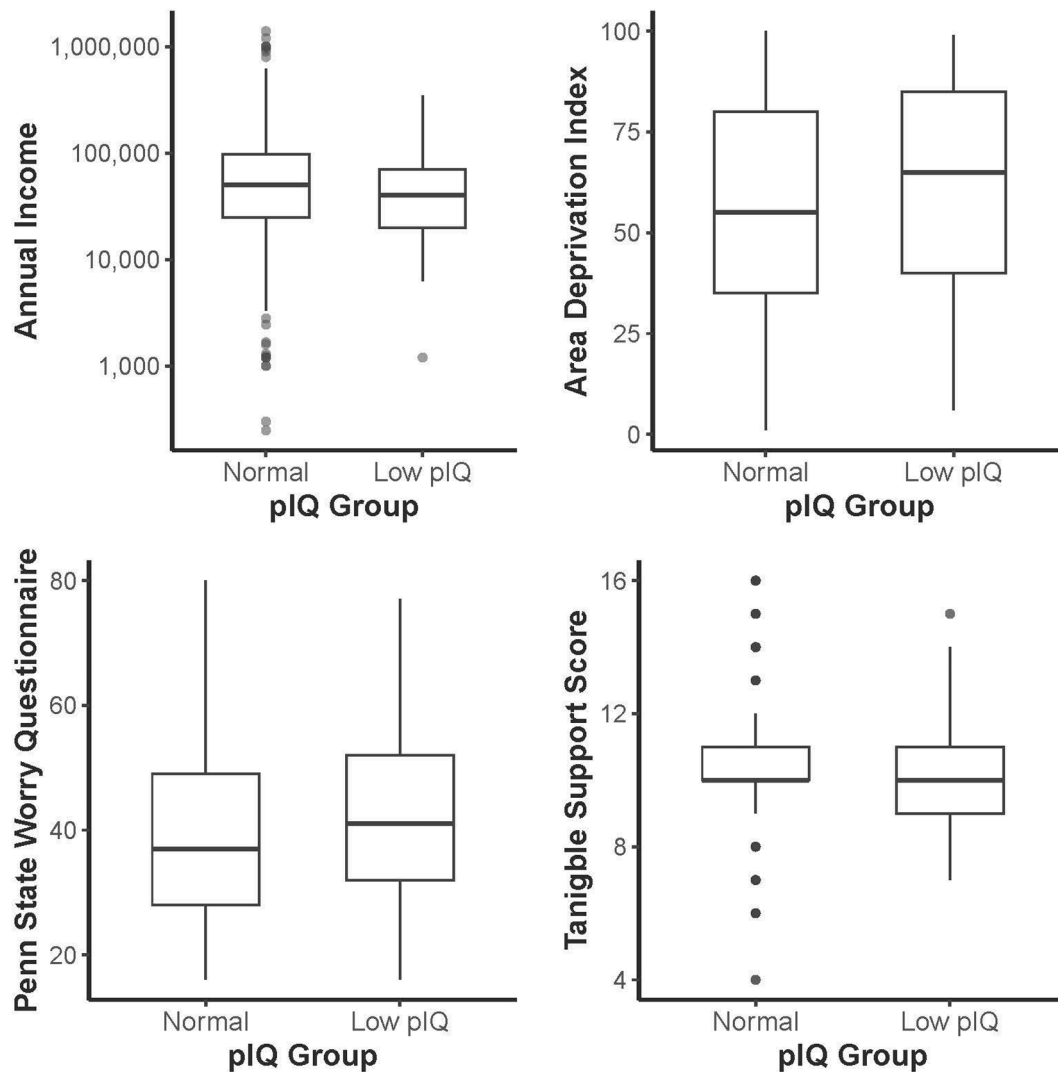 Annual Income
1,000,000
100,000
10,000
1,000
Normal
Low pIQ
pIQ Group
Area Deprivation Index
100
75
50
25
0
Normal
Low pIQ
pIQ Group
Penn State Worry Questionnaire
80
60
40
20
Normal
Low pIQ
pIQ Group
Tanigble Support Score
16
12
8
4
Normal
Low pIQ
pIQ Group